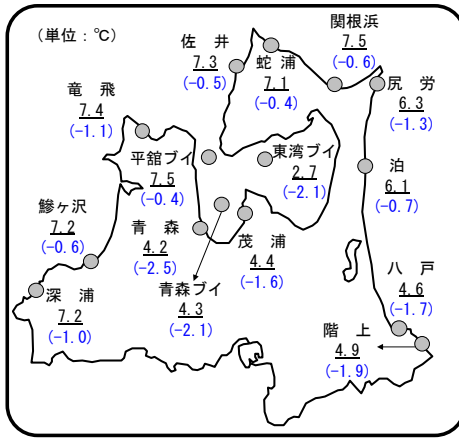 (単位：℃)
関根浜
7.5
(-0.6)
佐 井
7.3
(-0.5)
蛇 浦
7.1
(-0.4)
尻 労
6.3
(-1.3)
竜 飛
7.4
(-1.1)
平舘ブイ
7.5
(-0.4)
東湾ブイ
2.7
(-2.1)
泊
6.1
(-0.7)
鰺ヶ沢
7.2
(-0.6)
青 森
4.2
(-2.5)
茂 浦
4.4
(-1.6)
青森ブイ
4.3
(-2.1)
八 戸
4.6
(-1.7)
深 浦
7.2
(-1.0)
階 上
4.9
(-1.9)